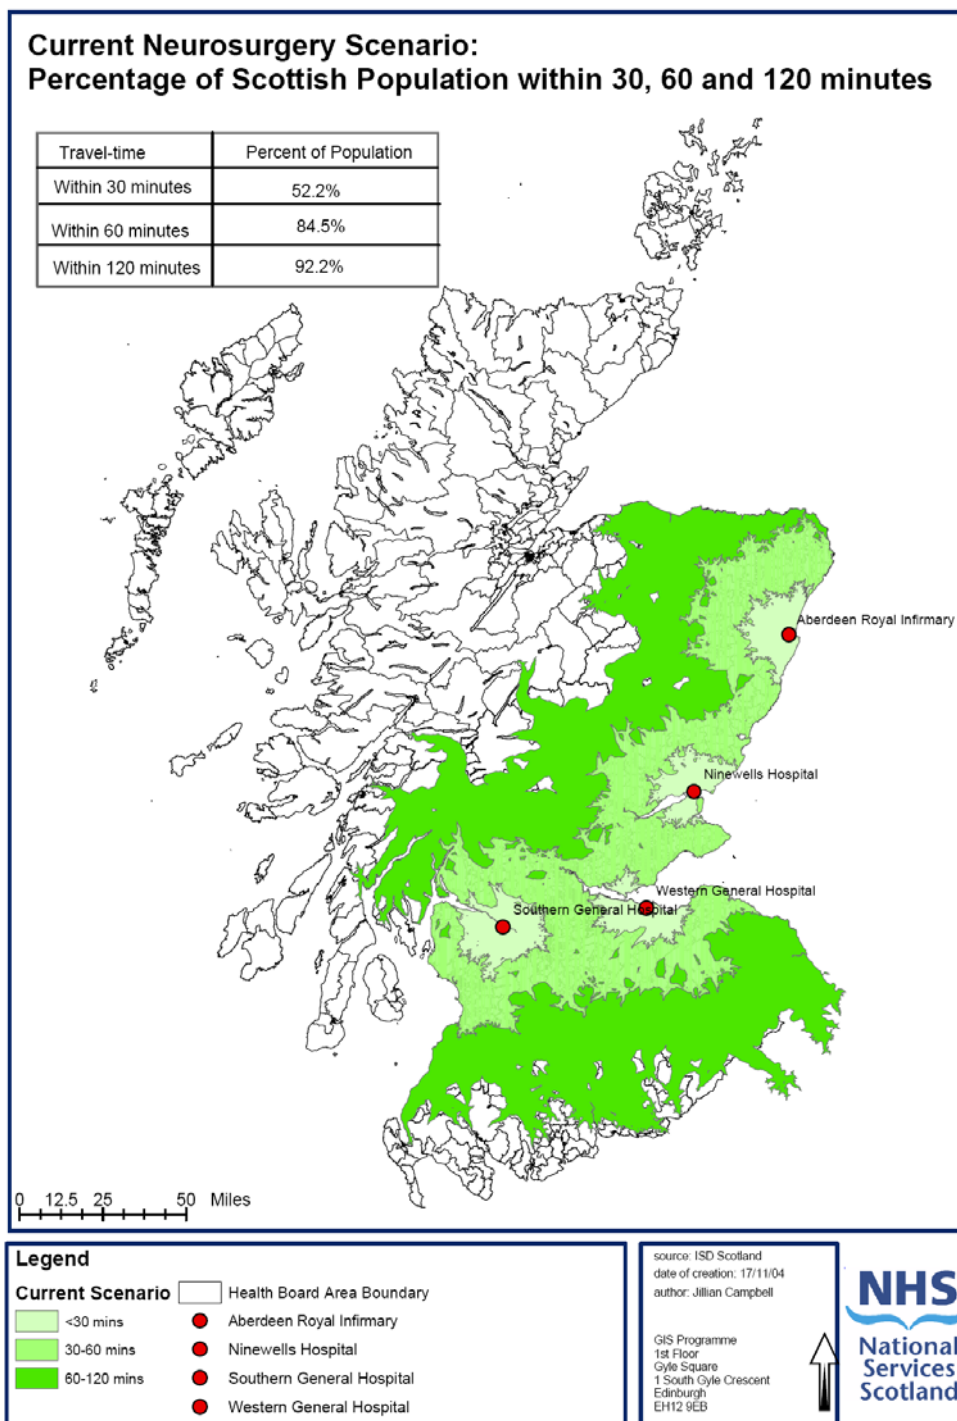 Current Neurosurgery Scenario:
Percentage of Scottish Population within 30, 60 and 120 minutes
Travel-time Percent of Population
Within 30 minutes 52.2%
Within 60 minutes 84.5%
Within 120 minutes 92.2%
Aberdeen Royal Infirmary
Ninewells Hospital
Western General Hospital
Southern General Hospital
0 12.5 25 50 Miles
Legend
Current Scenario
<30 mins
30-60 mins
60-120 mins
Health Board Area Boundary
Aberdeen Royal Infirmary
Ninewells Hospital
Southern General Hospital
Western General Hospital
source: ISD Scotland
date of creation: 17/11/04
author: Jillian Campbell
GIS Programme
1st Floor
Gyle Square
1 South Gyle Crescent
Edinburgh
EH12 9EB
NHS
National
Services
Scotland